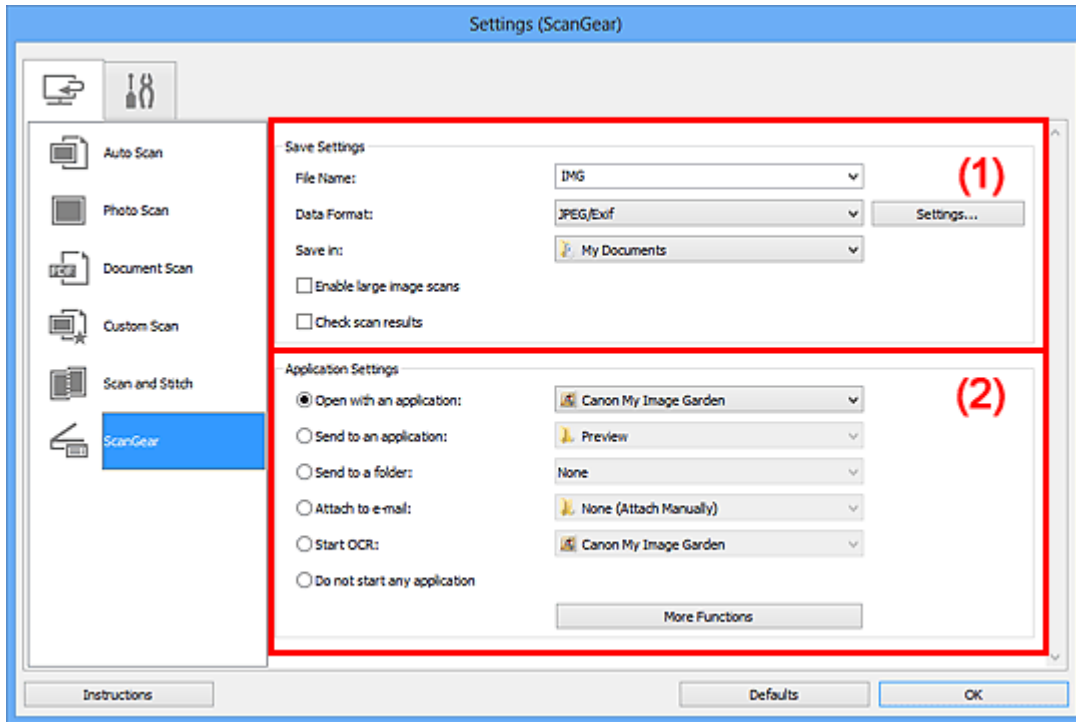 Settings (ScanGear)
Auto Scan
Photo Scan
Document Scan
Custom Scan
Scan and Stitch
ScanGear
Save Settings
(1)
File Name: IMG
Data Format: JPEG/Exif Settings...
Save in: My Documents
Enable large image scans
Check scan results
Application Settings
(2)
Open with an application: Canon My Image Garden
Send to an application: Preview
Send to a folder: None
Attach to e-mail: None (Attach Manually)
Start OCR: Canon My Image Garden
Do not start any application
More Functions
Instructions Defaults OK